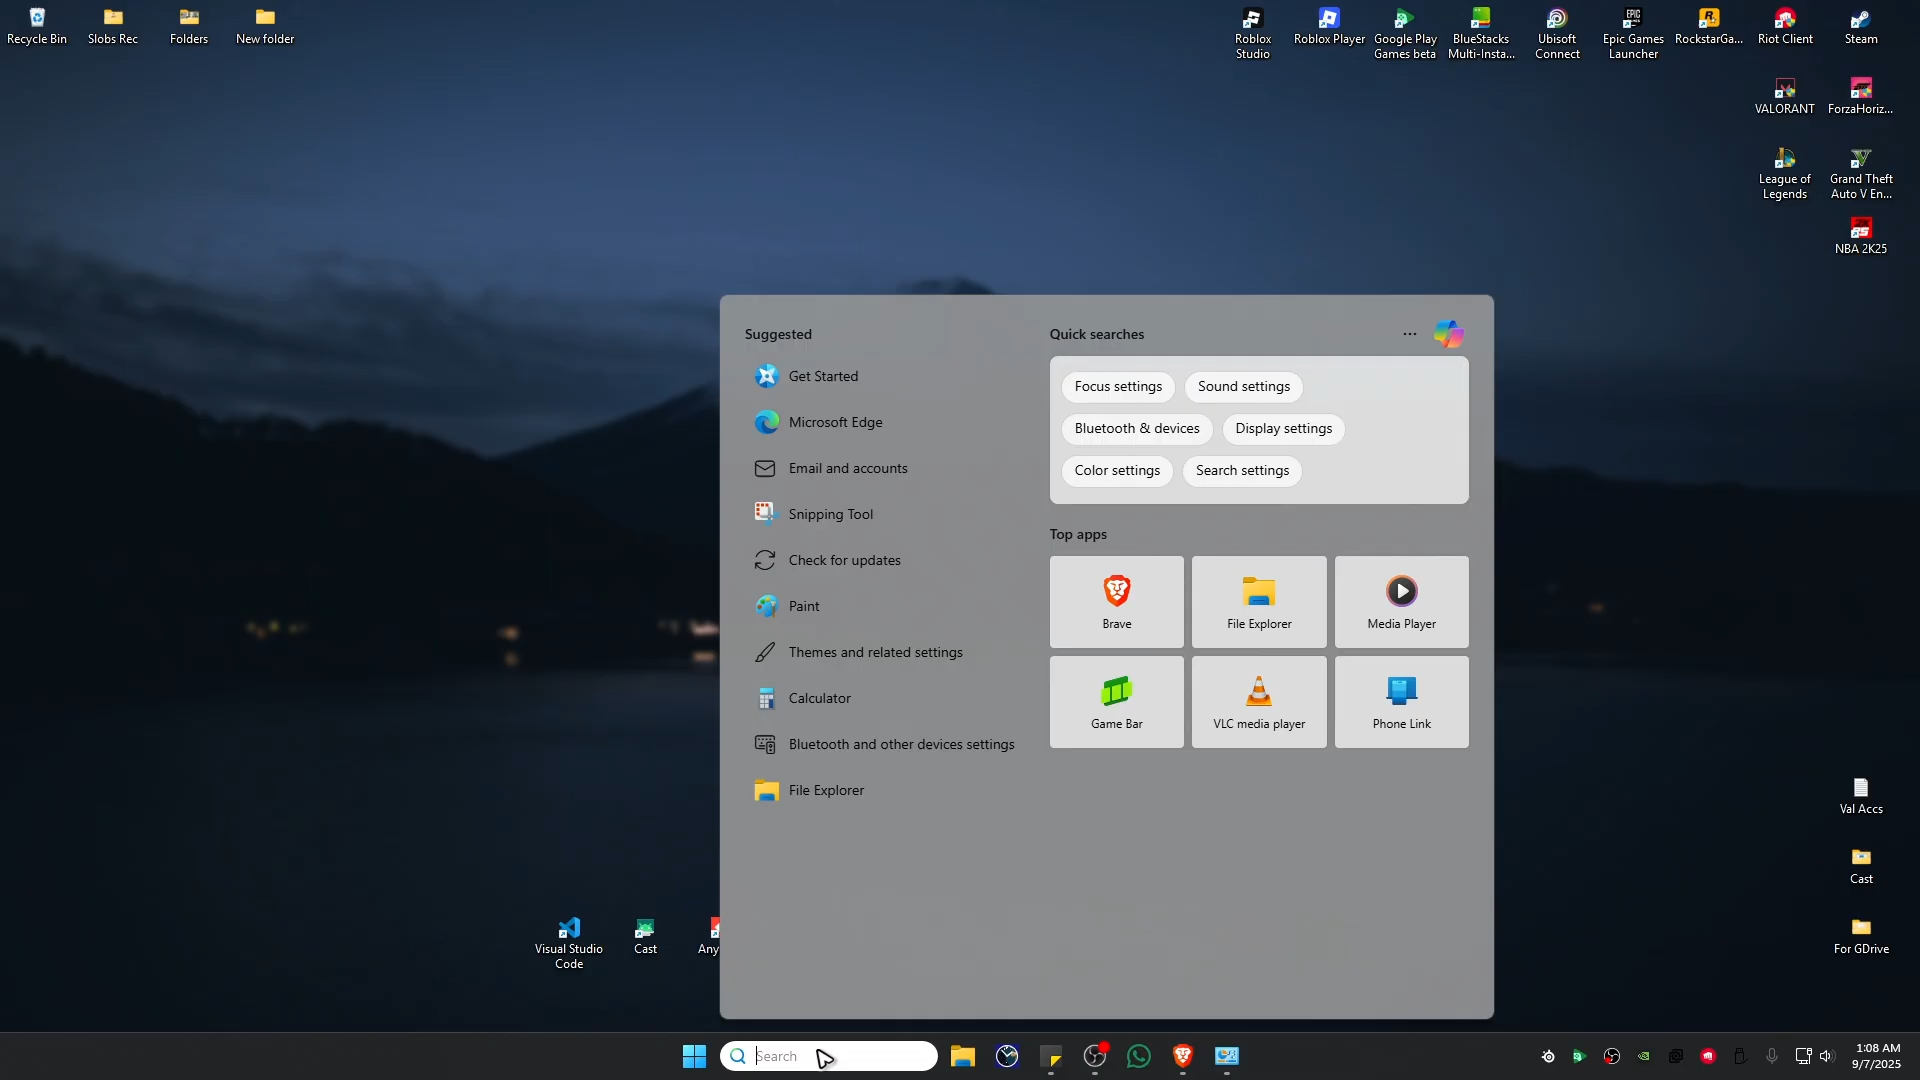 Recycle Bin
Slobs Rec
Folders
New folder
Roblox
Studio
Roblox Player
Google Play
Games beta
BlueStacks
Multi-Insta...
Ubisoft
Connect
EPIC
GAMES
Epic Games
Launcher
RockstarGa...
Riot Client
Steam
VALORANT
ForzaHoriz...
League of
Legends
Grand Theft
Auto V En...
NBA 2K25
Suggested
Get Started
Microsoft Edge
Email and accounts
Snipping Tool
Check for updates
Paint
Themes and related settings
Calculator
Bluetooth and other devices settings
File Explorer
Quick searches
Focus settings
Sound settings
Bluetooth & devices
Display settings
Color settings
Search settings
Top apps
Brave
File Explorer
Media Player
Game Bar
VLC media player
Phone Link
Val Accs
Cast
For GDrive
Visual Studio
Code
Cast
Any
Search
1:08 AM
9/7/2025